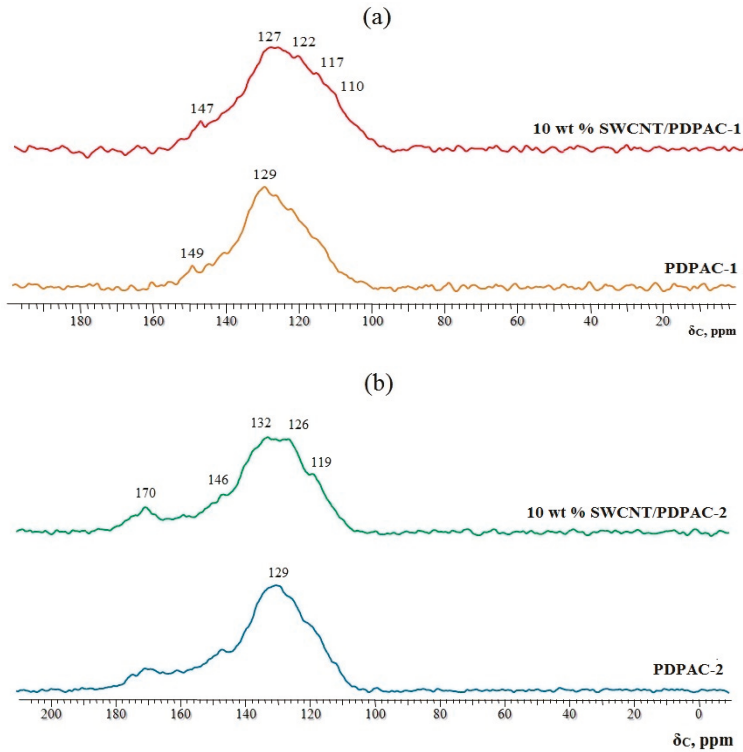 (a)
127
122
117
110
147
10 wt % SWCNT/PDPAC-1
129
149
PDPAC-1
180 160 140 120 100 80 60 40 20
δC, ppm
(b)
132 126
119
146
170
10 wt % SWCNT/PDPAC-2
129
PDPAC-2
200 180 160 140 120 100 80 60 40 20 0
δC, ppm